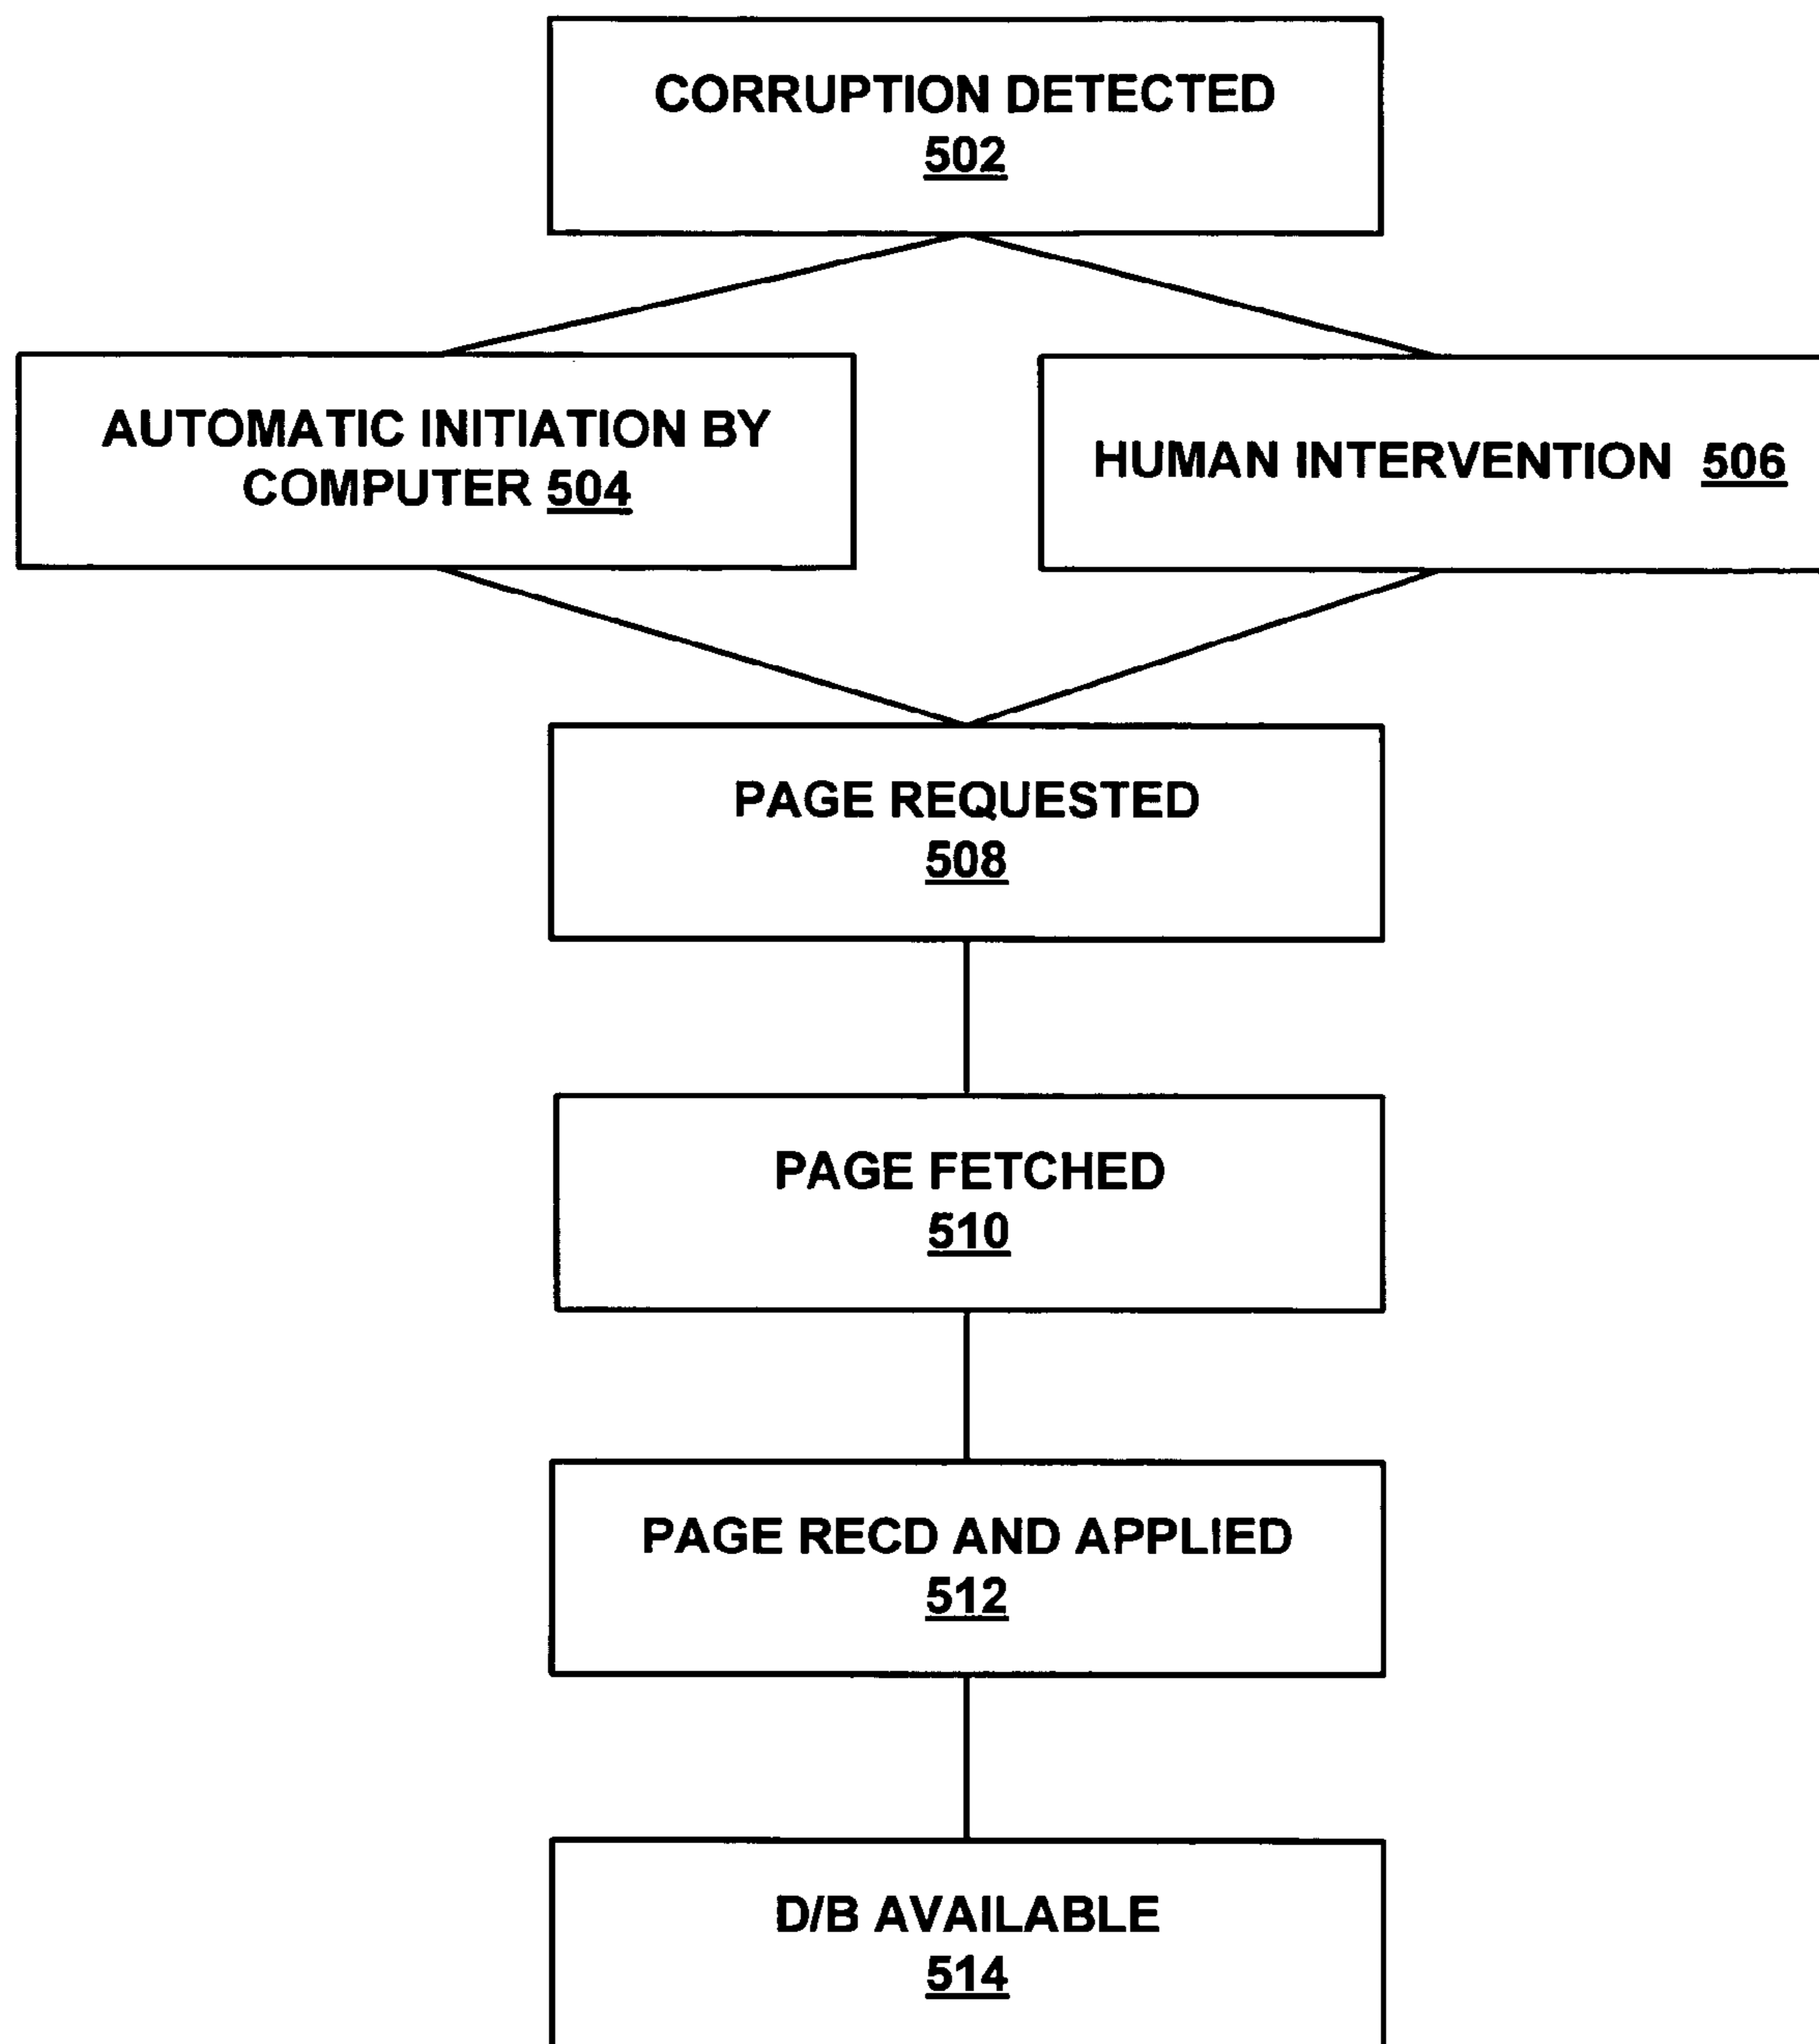 CORRUPTION DETECTED
502
AUTOMATIC INITIATION BY
COMPUTER 504
HUMAN INTERVENTION 506
PAGE REQUESTED
508
PAGE FETCHED
510
PAGE RECD AND APPLIED
512
D/B AVAILABLE
514